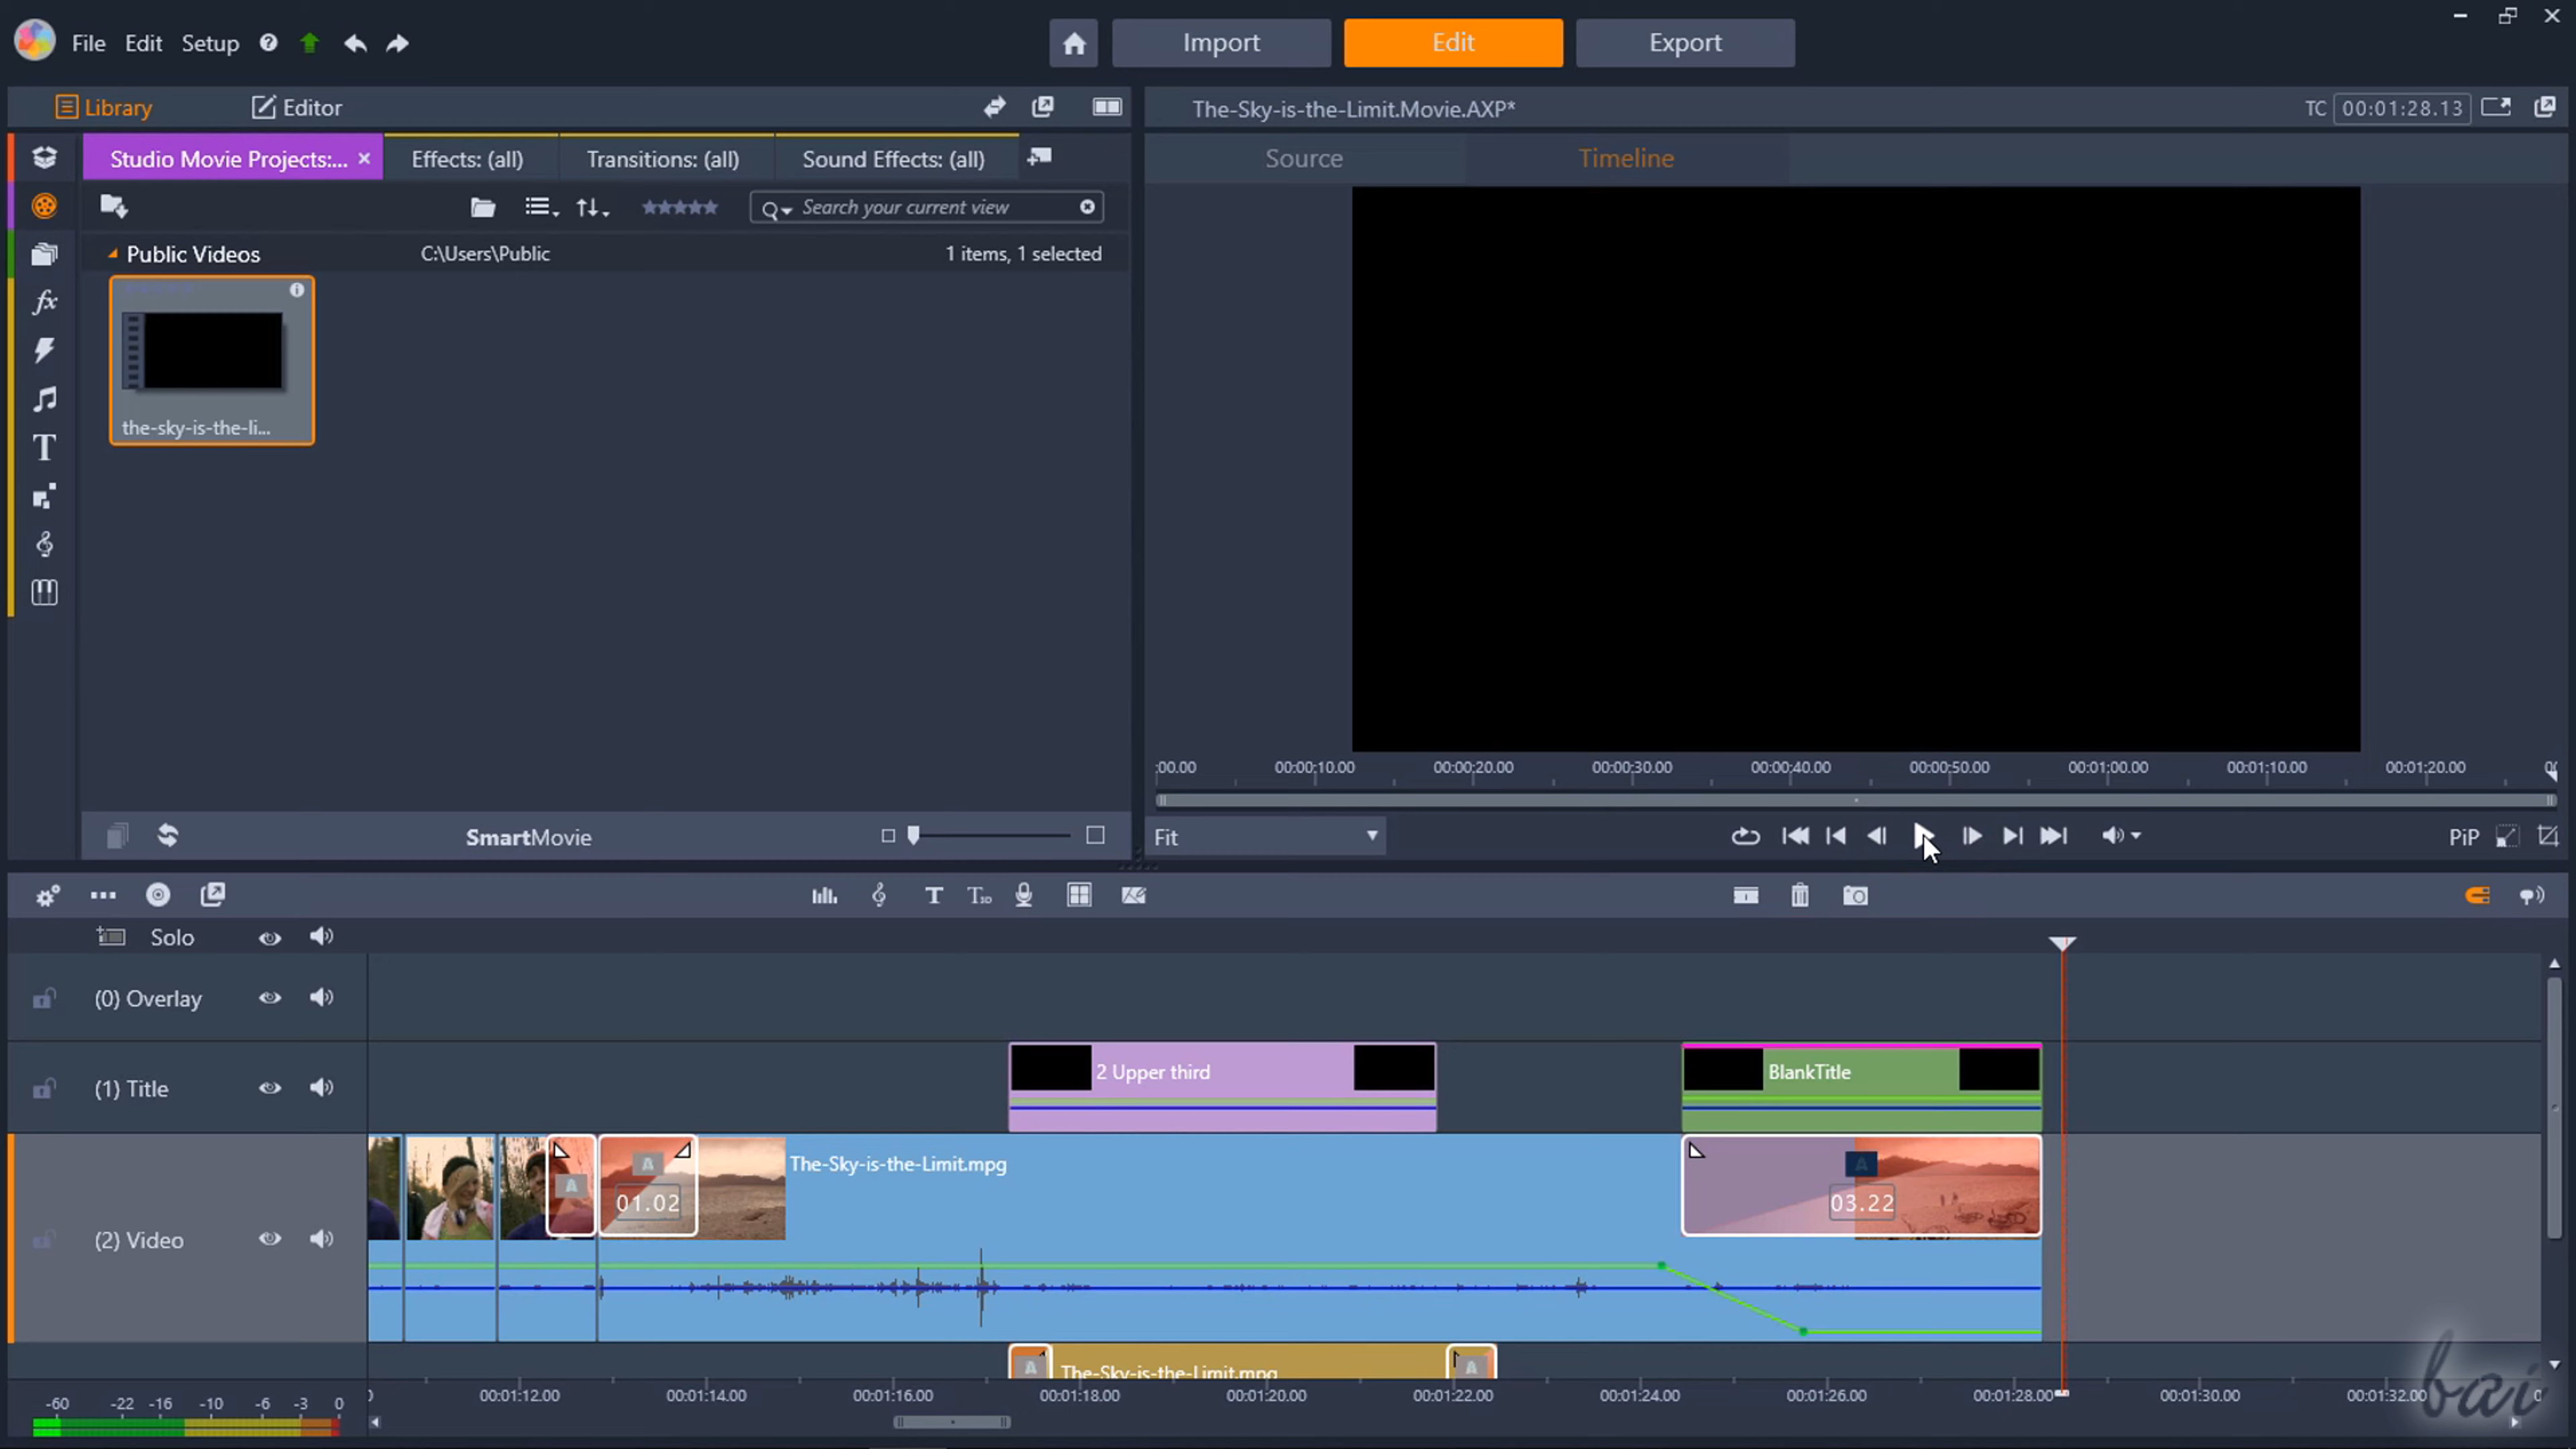 File Edit Setup
Import Edit Export
Library Editor
The-Sky-is-the-Limit.Movie.AXP* TC 00:01:28.13
Studio Movie Projects:... Effects: (all) Transitions: (all) Sound Effects: (all)
Source Timeline
Search your current view
Public Videos C:\Users\Public 1 items, 1 selected
the-sky-is-the-li...
:00.00 00:00:10.00 00:00:20.00 00:00:30.00 00:00:40.00 00:00:50.00 00:01:00.00 00:01:10.00 00:01:20.00
SmartMovie
Fit PiP
T T3D
Solo
(0) Overlay
(1) Title
2 Upper third
BlankTitle
(2) Video
The-Sky-is-the-Limit.mpg
A
A
01.02
A
03.22
A
The-Sky-is-the-Limit.mpg
A
00:01:12.00 00:01:14.00 00:01:16.00 00:01:18.00 00:01:20.00 00:01:22.00 00:01:24.00 00:01:26.00 00:01:28.00 00:01:30.00 00:01:32.00
-60 -22 -16 -10 -6 -3 0
bai